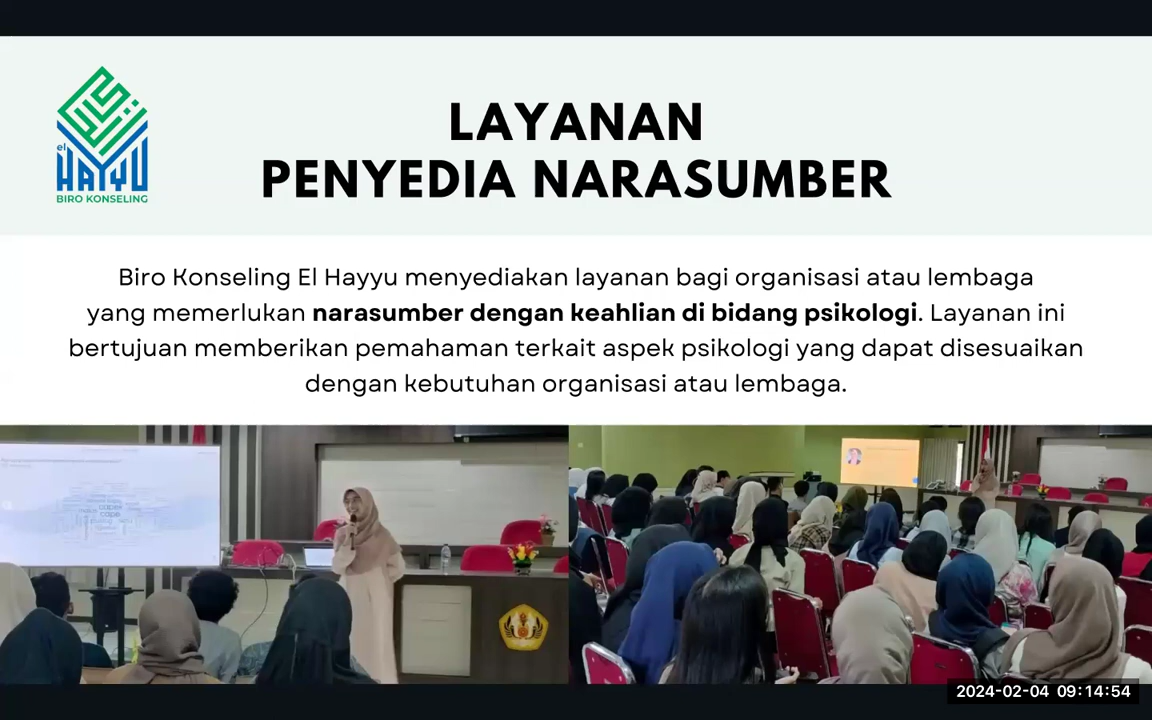 el
HAYYU
BIRO KONSELING
LAYANAN
PENYEDIA NARASUMBER
Biro Konseling El Hayyu menyediakan layanan bagi organisasi atau lembaga
yang memerlukan narasumber dengan keahlian di bidang psikologi. Layanan ini
bertujuan memberikan pemahaman terkait aspek psikologi yang dapat disesuaikan
dengan kebutuhan organisasi atau lembaga.
2024-02-04 09:14:54